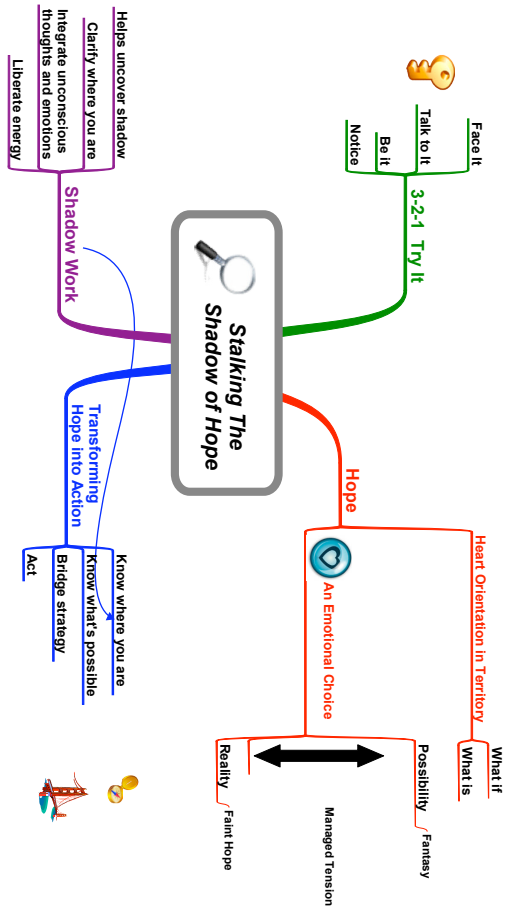 Stalking The
Shadow of Hope
Hope
Heart Orientation in Territory
What if
What is
An Emotional Choice
Possibility
Fantasy
Managed Tension
Reality
Faint Hope
Transforming
Hope into Action
Know where you are
Know what's possible
Bridge strategy
Act
Shadow Work
Helps uncover shadow
Clarify where you are
Integrate unconscious
thoughts and emotions
Liberate energy
3-2-1 Try It
Face It
Talk to It
Be it
Notice